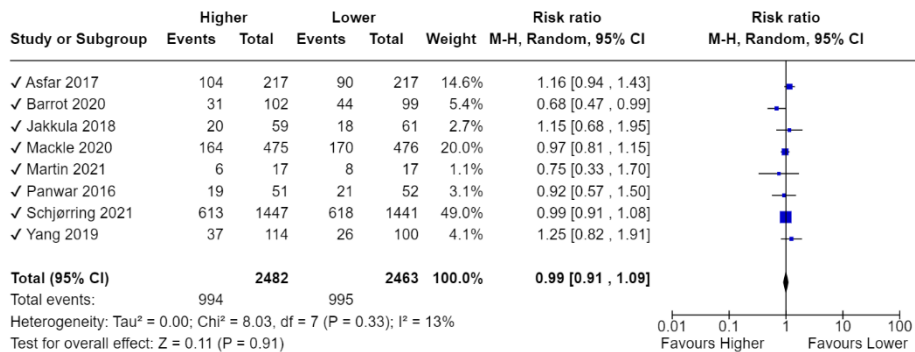 Higher Lower Risk ratio Risk ratio
Study or Subgroup Events Total Events Total Weight M-H, Random, 95% CI M-H, Random, 95% CI
✓ Asfar 2017 104 217 90 217 14.6% 1.16 [0.94 , 1.43]
✓ Barrot 2020 31 102 44 99 5.4% 0.68 [0.47 , 0.99]
✓ Jakkula 2018 20 59 18 61 2.7% 1.15 [0.68 , 1.95]
✓ Mackle 2020 164 475 170 476 20.0% 0.97 [0.81 , 1.15]
✓ Martin 2021 6 17 8 17 1.1% 0.75 [0.33 , 1.70]
✓ Panwar 2016 19 51 21 52 3.1% 0.92 [0.57 , 1.50]
✓ Schjørring 2021 613 1447 618 1441 49.0% 0.99 [0.91 , 1.08]
✓ Yang 2019 37 114 26 100 4.1% 1.25 [0.82 , 1.91]
Total (95% CI) 2482 2463 100.0% 0.99 [0.91 , 1.09]
Total events: 994 995
Heterogeneity: Tau² = 0.00; Chi² = 8.03, df = 7 (P = 0.33); I² = 13%
Test for overall effect: Z = 0.11 (P = 0.91)
0.01 0.1 1 10 100
Favours Higher Favours Lower